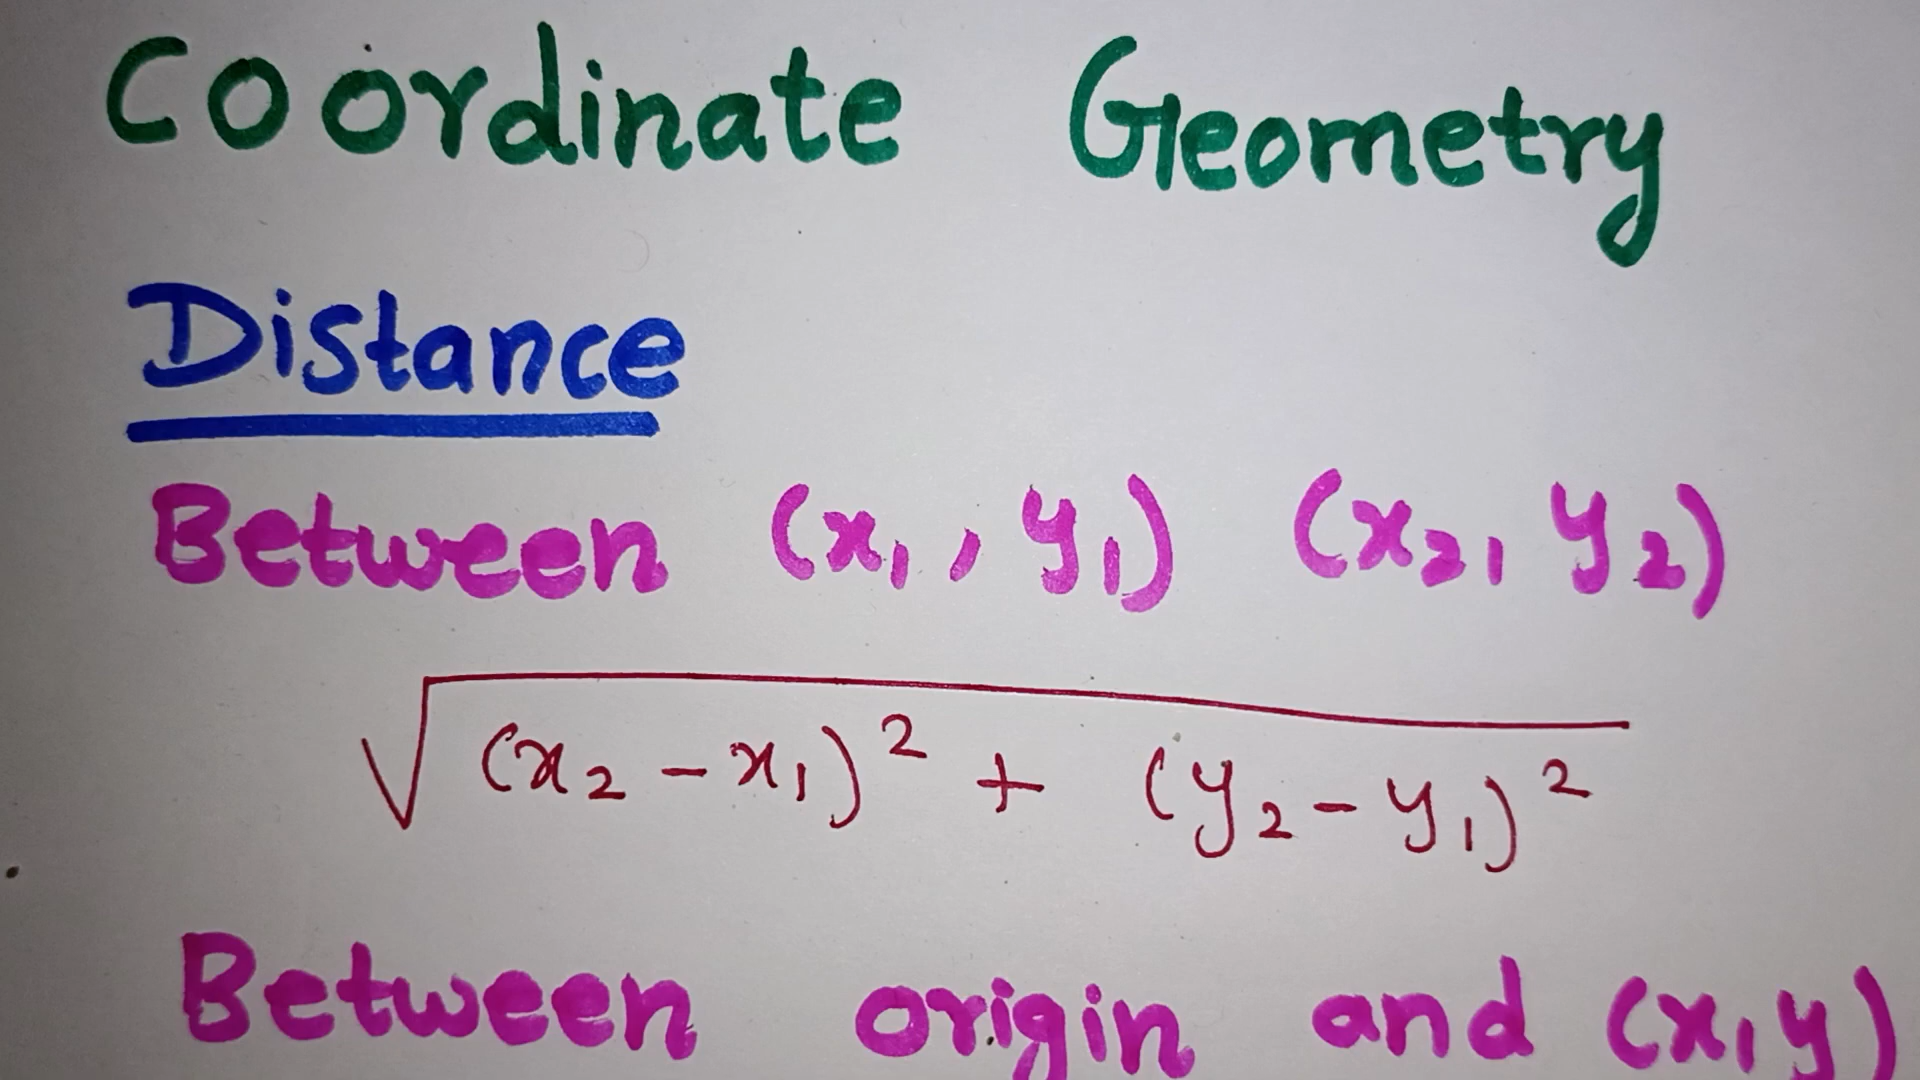 Coordinate Geometry
Distance
Between (x₁, y₁) (x₂, y₂)
√(x₂ - x₁)² + (y₂ - y₁)²
Between origin and (x, y)